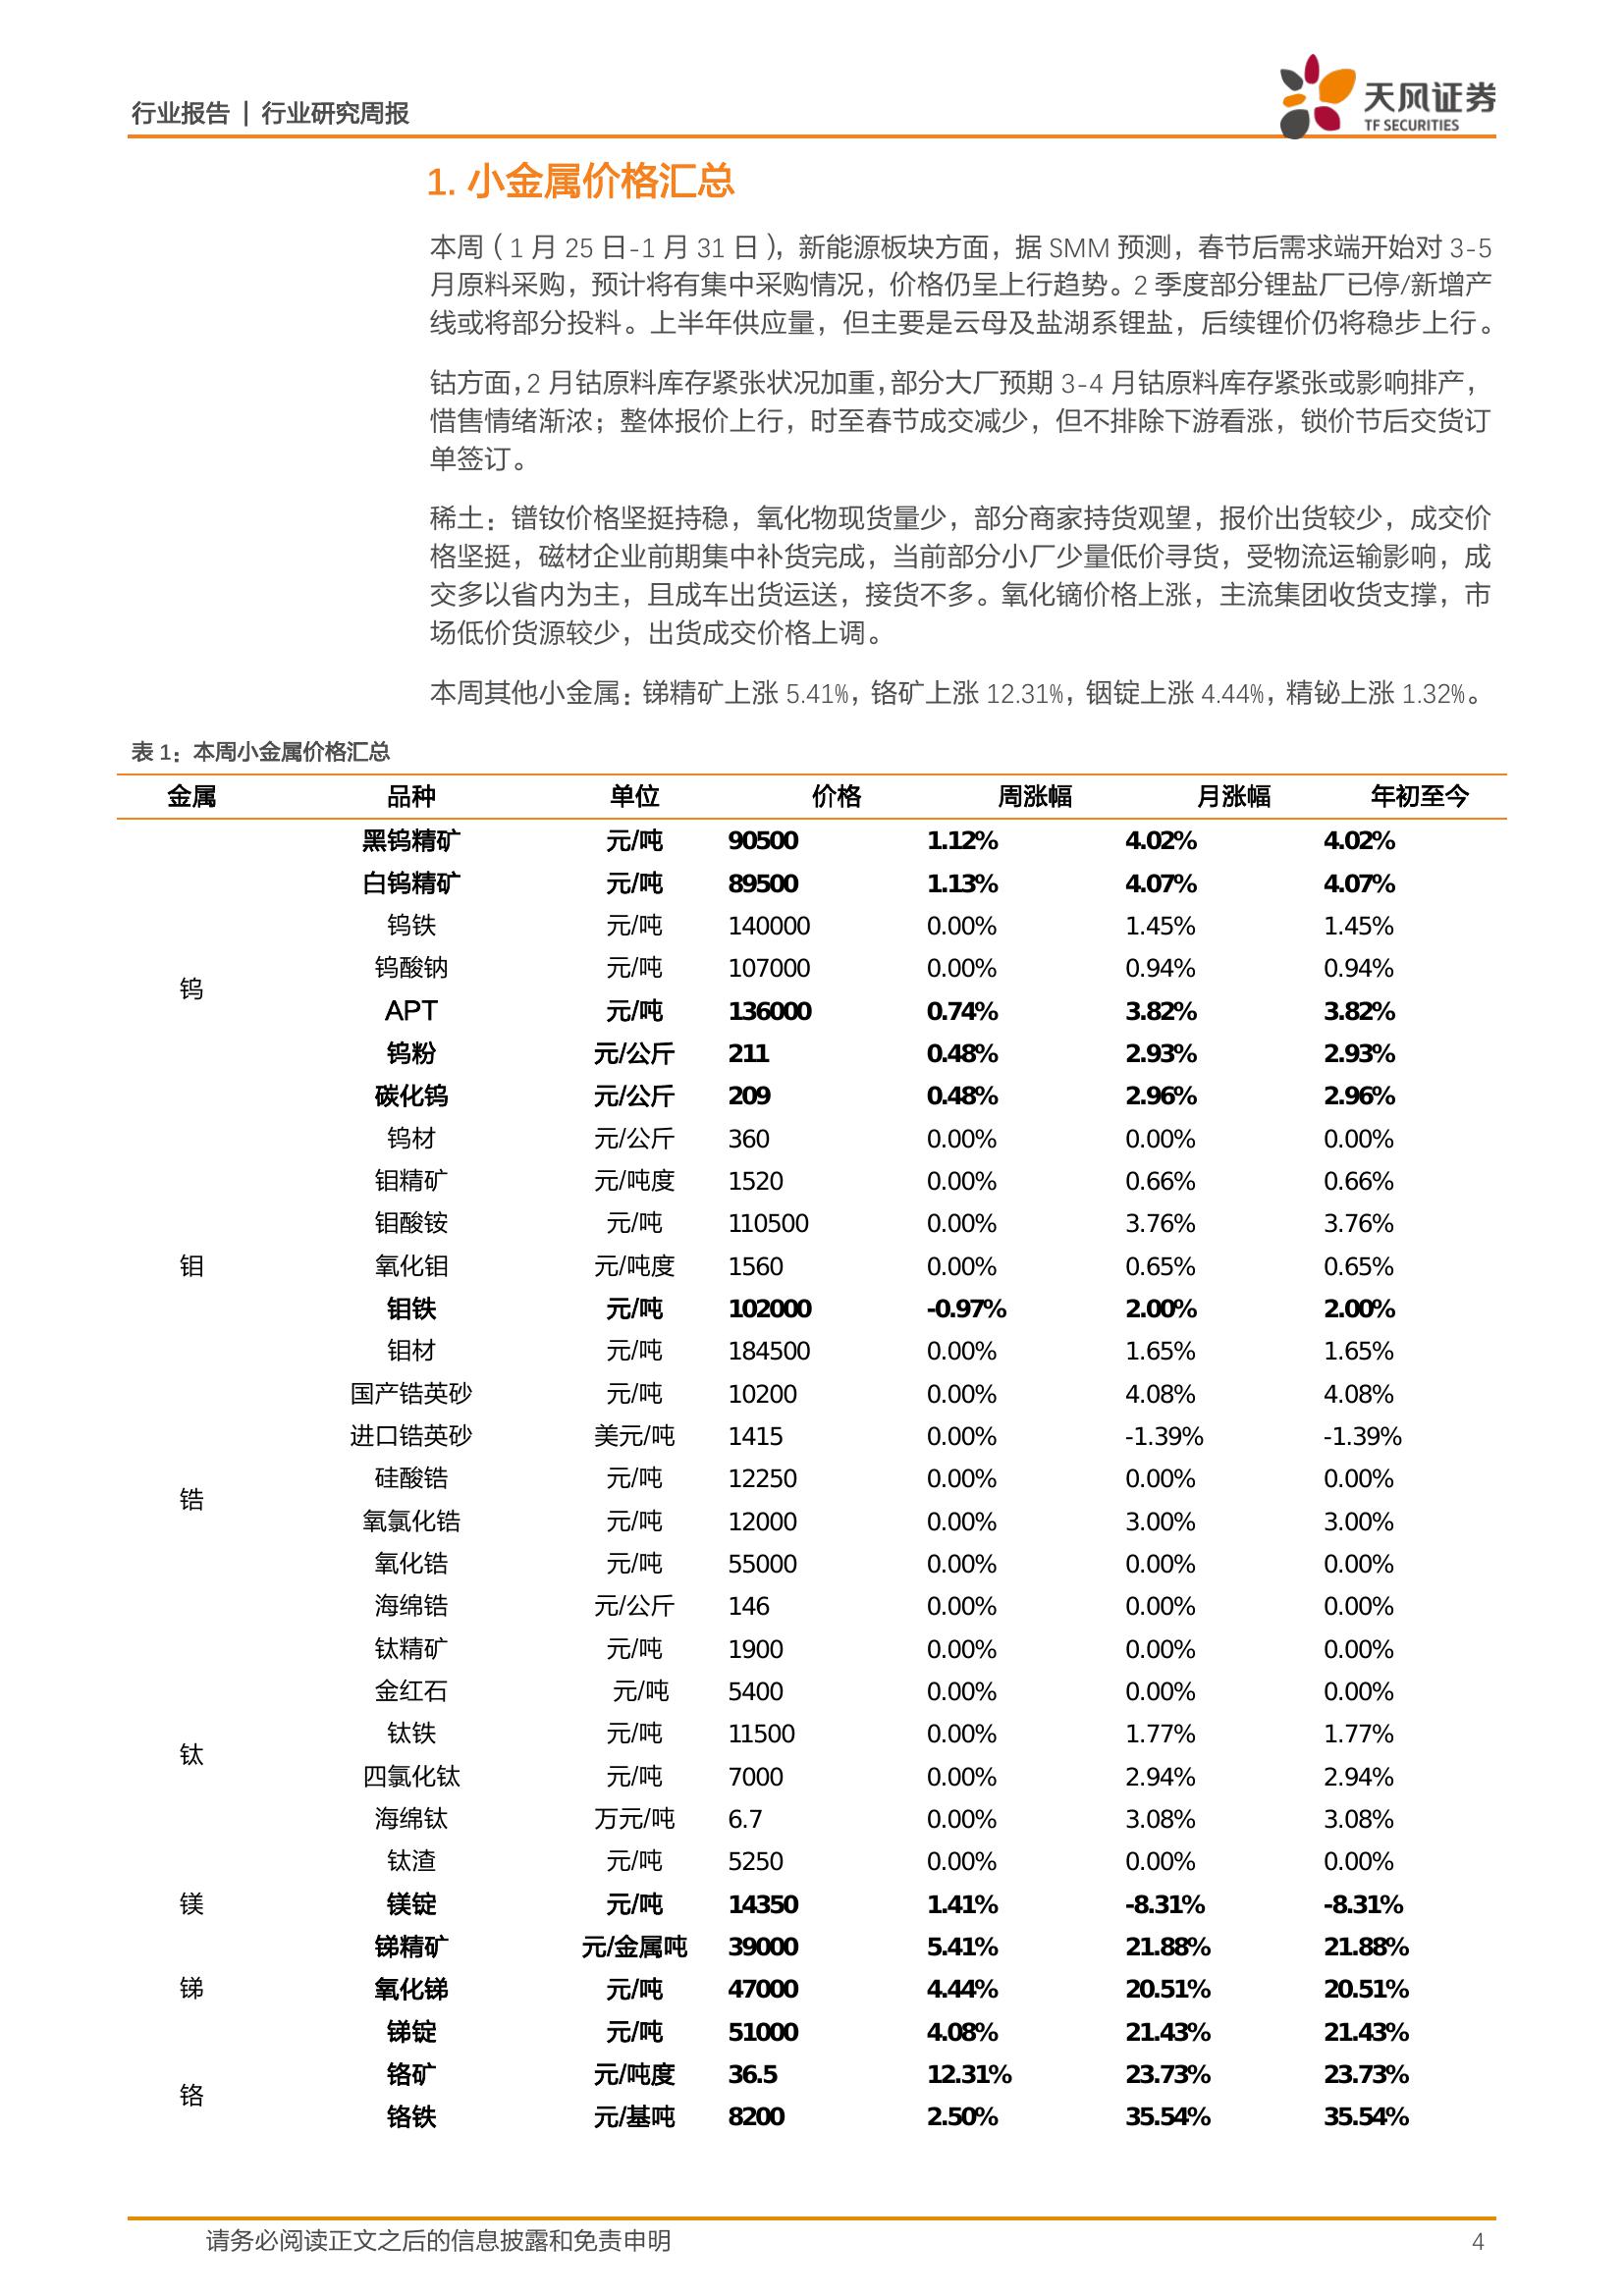 行业报告 | 行业研究周报
天风证券
TF SECURITIES
1. 小金属价格汇总
本周（1 月 25 日-1 月 31 日），新能源板块方面，据 SMM 预测，春节后需求端开始对 3-5
月原料采购，预计将有集中采购情况，价格仍呈上行趋势。2 季度部分锂盐厂已停/新增产
线或将部分投料。上半年供应量，但主要是云母及盐湖系锂盐，后续锂价仍将稳步上行。
钴方面，2 月钴原料库存紧张状况加重，部分大厂预期 3-4 月钴原料库存紧张或影响排产，
惜售情绪渐浓；整体报价上行，时至春节成交减少，但不排除下游看涨，锁价节后交货订
单签订。
稀土：镨钕价格坚挺持稳，氧化物现货量少，部分商家持货观望，报价出货较少，成交价
格坚挺，磁材企业前期集中补货完成，当前部分小厂少量低价寻货，受物流运输影响，成
交多以省内为主，且成车出货运送，接货不多。氧化镝价格上涨，主流集团收货支撑，市
场低价货源较少，出货成交价格上调。
本周其他小金属：锑精矿上涨 5.41%，铬矿上涨 12.31%，铟锭上涨 4.44%，精铋上涨 1.32%。
表 1：本周小金属价格汇总
金属 品种 单位 价格 周涨幅 月涨幅 年初至今
黑钨精矿 元/吨 90500 1.12% 4.02% 4.02%
白钨精矿 元/吨 89500 1.13% 4.07% 4.07%
钨铁 元/吨 140000 0.00% 1.45% 1.45%
钨酸钠 元/吨 107000 0.00% 0.94% 0.94%
钨
APT 元/吨 136000 0.74% 3.82% 3.82%
钨粉 元/公斤 211 0.48% 2.93% 2.93%
碳化钨 元/公斤 209 0.48% 2.96% 2.96%
钨材 元/公斤 360 0.00% 0.00% 0.00%
钼精矿 元/吨度 1520 0.00% 0.66% 0.66%
钼酸铵 元/吨 110500 0.00% 3.76% 3.76%
钼 氧化钼 元/吨度 1560 0.00% 0.65% 0.65%
钼铁 元/吨 102000 -0.97% 2.00% 2.00%
钼材 元/吨 184500 0.00% 1.65% 1.65%
国产锆英砂 元/吨 10200 0.00% 4.08% 4.08%
进口锆英砂 美元/吨 1415 0.00% -1.39% -1.39%
硅酸锆 元/吨 12250 0.00% 0.00% 0.00%
锆
氧氯化锆 元/吨 12000 0.00% 3.00% 3.00%
氧化锆 元/吨 55000 0.00% 0.00% 0.00%
海绵锆 元/公斤 146 0.00% 0.00% 0.00%
钛精矿 元/吨 1900 0.00% 0.00% 0.00%
金红石 元/吨 5400 0.00% 0.00% 0.00%
钛铁 元/吨 11500 0.00% 1.77% 1.77%
钛
四氯化钛 元/吨 7000 0.00% 2.94% 2.94%
海绵钛 万元/吨 6.7 0.00% 3.08% 3.08%
钛渣 元/吨 5250 0.00% 0.00% 0.00%
镁 镁锭 元/吨 14350 1.41% -8.31% -8.31%
锑精矿 元/金属吨 39000 5.41% 21.88% 21.88%
锑 氧化锑 元/吨 47000 4.44% 20.51% 20.51%
锑锭 元/吨 51000 4.08% 21.43% 21.43%
铬矿 元/吨度 36.5 12.31% 23.73% 23.73%
铬
铬铁 元/基吨 8200 2.50% 35.54% 35.54%
请务必阅读正文之后的信息披露和免责申明 4